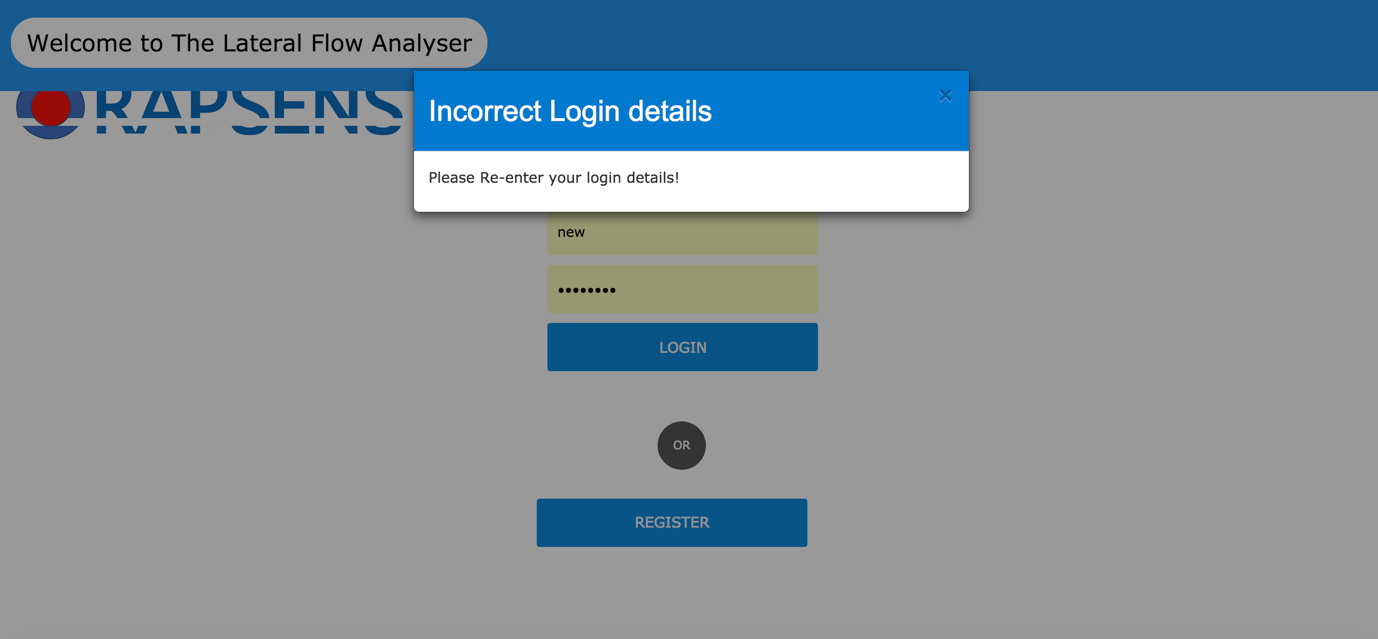 Welcome to The Lateral Flow Analyser
RAPSENS
Incorrect Login details
×
Please Re-enter your login details!
new
••••••••
LOGIN
OR
REGISTER